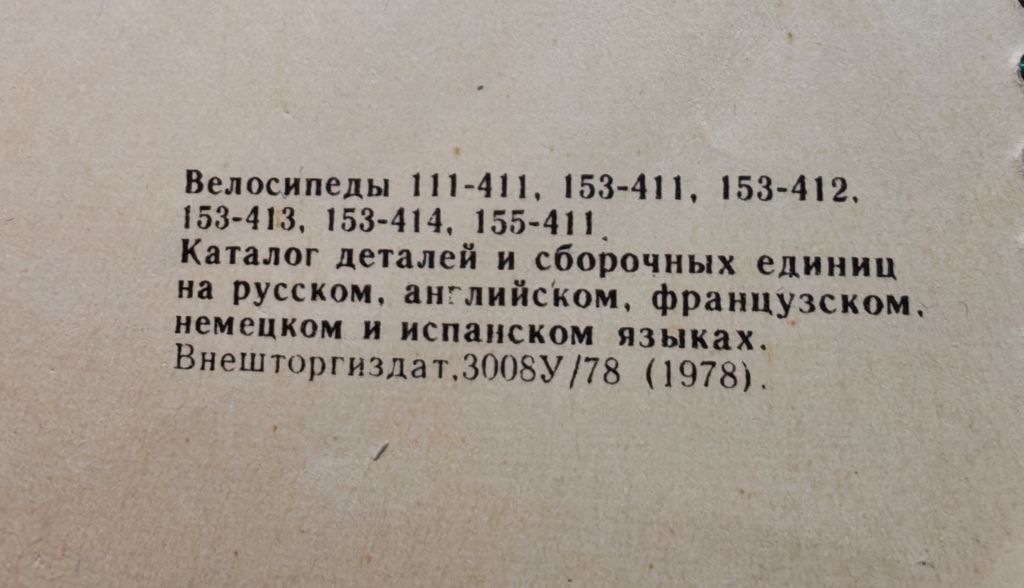 Велосипеды 111-411, 153-411, 153-412,
153-413, 153-414, 155-411.
Каталог деталей и сборочных единиц
на русском, английском, французском,
немецком и испанском языках.
Внешторгиздат.3008У/78 (1978).